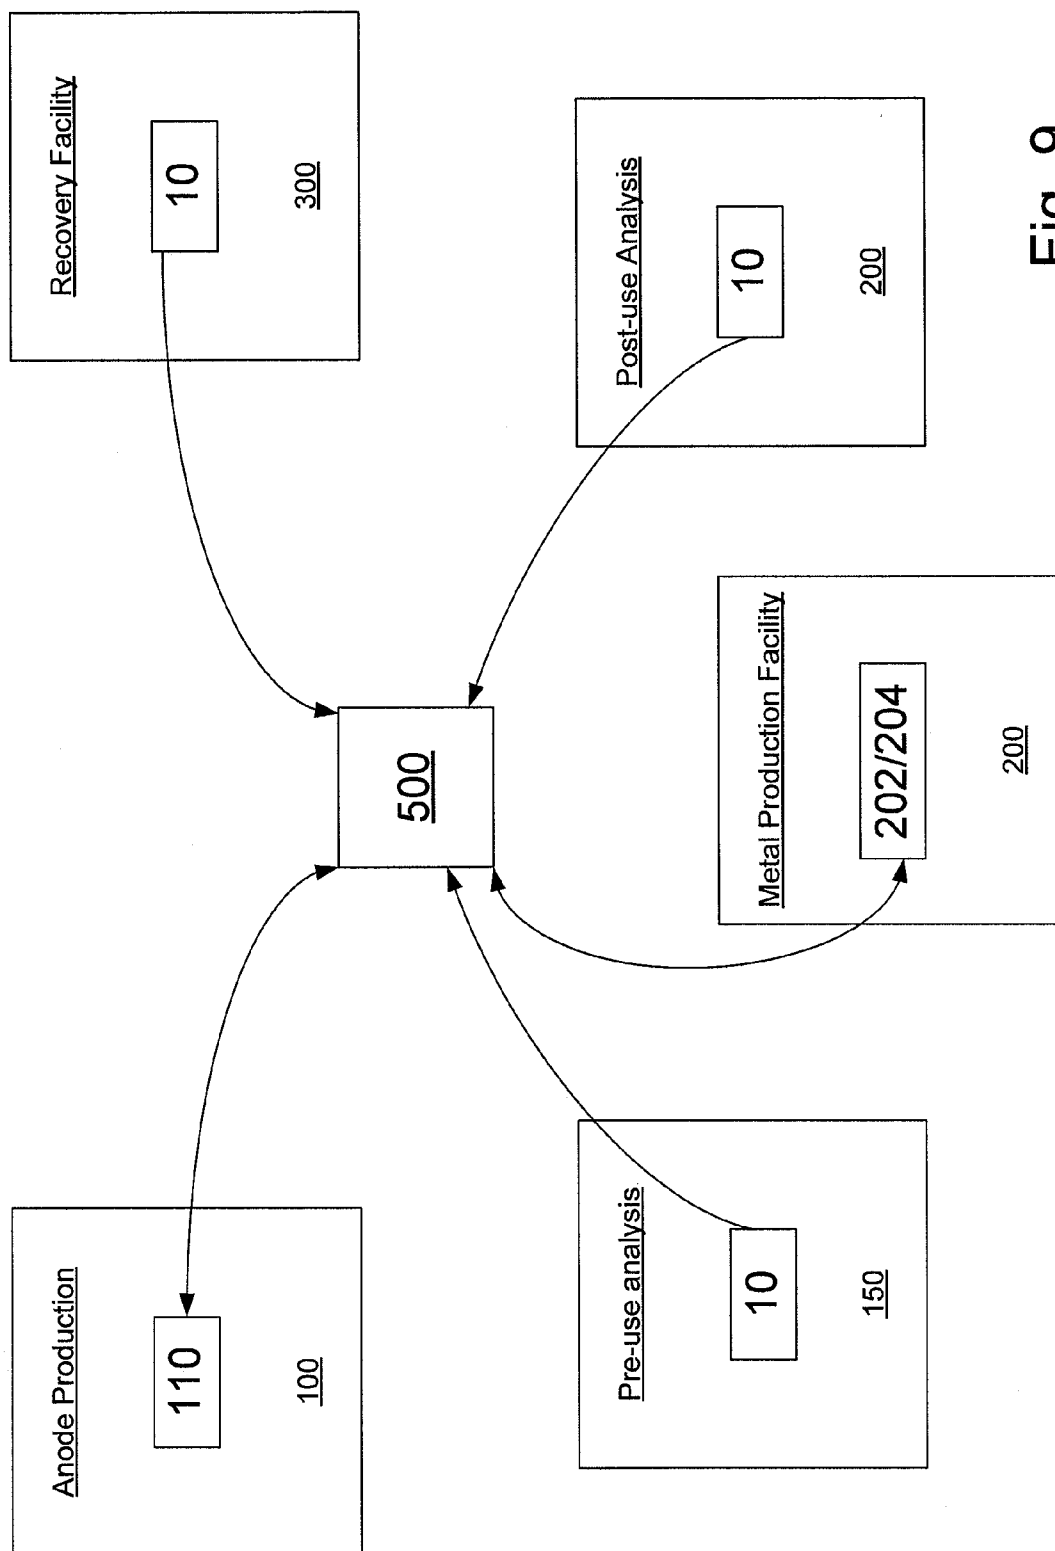 Anode Production
110
100
Recovery Facility
10
300
500
Pre-use analysis
10
150
Metal Production Facility
202/204
200
Post-use Analysis
10
200
Fig. 9